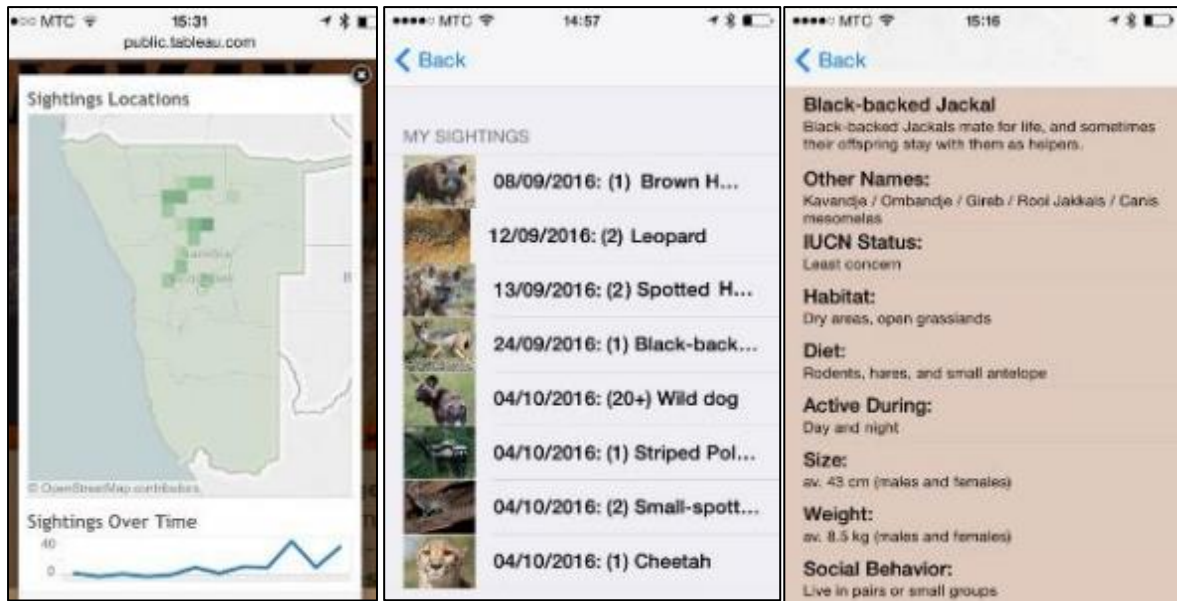 MTC 15:31
public.tableau.com
Sightings Locations
Namibia
© OpenStreetMap contributors
Sightings Over Time
40
0
MTC 14:57
Back
MY SIGHTINGS
08/09/2016: (1) Brown H...
12/09/2016: (2) Leopard
13/09/2016: (2) Spotted H...
24/09/2016: (1) Black-back...
04/10/2016: (20+) Wild dog
04/10/2016: (1) Striped Pol...
04/10/2016: (2) Small-spott...
04/10/2016: (1) Cheetah
MTC 15:16
Back
Black-backed Jackal
Black-backed Jackals mate for life, and sometimes
their offspring stay with them as helpers.
Other Names:
Kavandje / Ombandje / Gireb / Rooi Jakkals / Canis
mesomelas
IUCN Status:
Least concern
Habitat:
Dry areas, open grasslands
Diet:
Rodents, hares, and small antelope
Active During:
Day and night
Size:
av. 43 cm (males and females)
Weight:
av. 8.5 kg (males and females)
Social Behavior:
Live in pairs or small groups